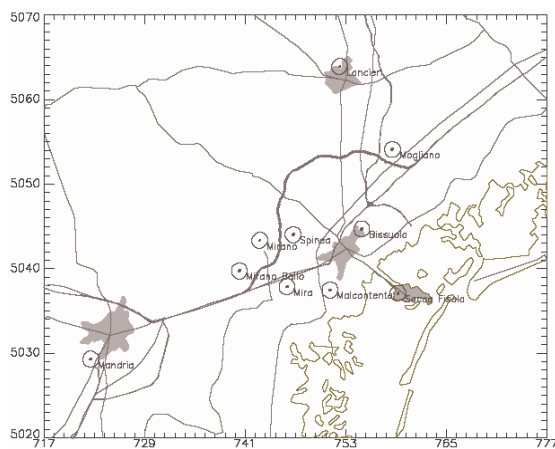 5070
5060
Lancieri
Mogliano
5050
Bissuola
Spinea
Mirano
5040
Mirano Ballo
Mira
Malcontenta
Sacca Fisola
5030
Mandria
5020
717
729
741
753
765
777